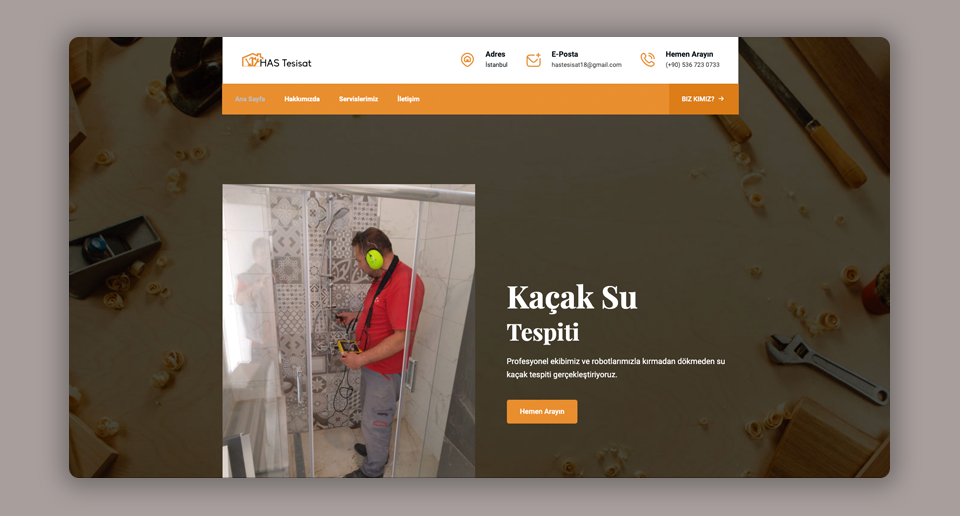 HAS Tesisat
Adres
İstanbul
E-Posta
hastesisat18@gmail.com
Hemen Arayın
(+90) 536 723 0733
Ana Sayfa
Hakkımızda
Servislerimiz
İletişim
BIZ KIMIZ?
Kaçak Su
Tespiti
Profesyonel ekibimiz ve robotlarımızla kırmadan dökmeden su
kaçak tespiti gerçekleştiriyoruz.
Hemen Arayın